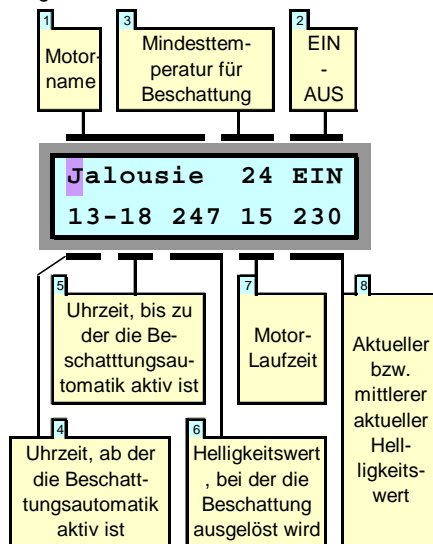 1
3
2
Motor-
name
Mindesttem-
peratur für
Beschattung
EIN
-
AUS
Jalousie 24 EIN
13-18 247 15 230
5
Uhrzeit, bis zu
der die Be-
schatttungsau-
tomatik aktiv ist
7
Motor-
Laufzeit
8
Aktueller
bzw.
mittlerer
aktueller
Hell-
ligkeits-
wert
4
Uhrzeit, ab der
die Beschatt-
tungsautomatik
aktiv ist
6
Helligkeitswert
, bei der die
Beschattung
ausgelöst wird